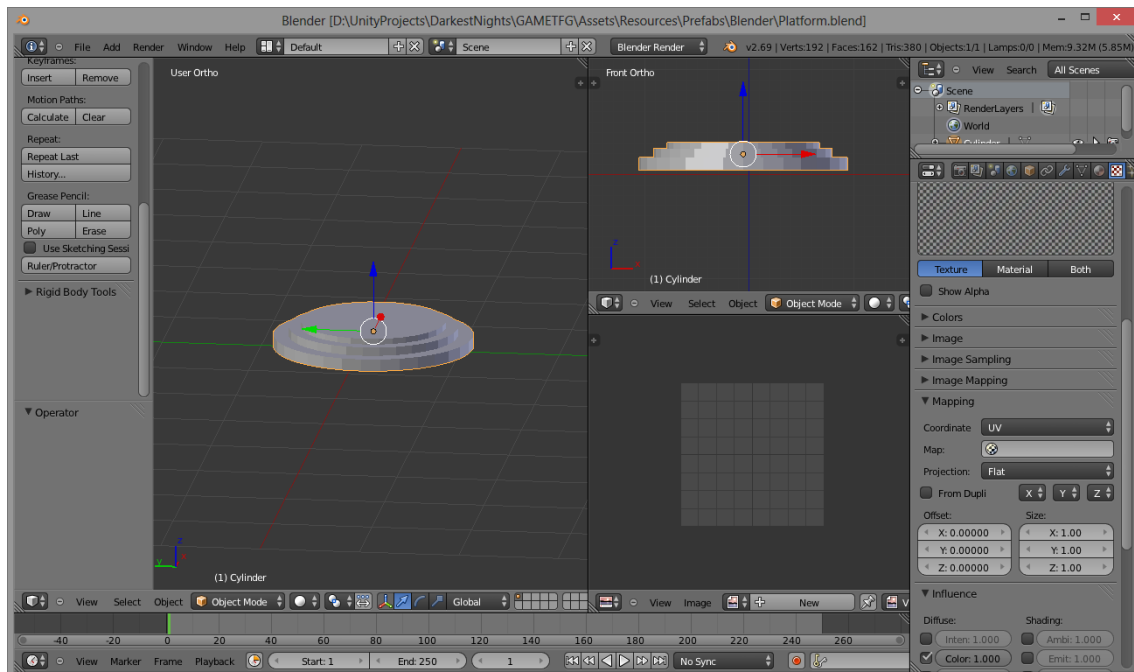 Blender [D:\UnityProjects\DarkestNights\GAMETFG\Assets\Resources\Prefabs\Blender\Platform.blend]
File Add Render Window Help Default Scene Blender Render v2.69 | Verts:192 | Faces:162 | Tris:380 | Objects:1/1 | Lamps:0/0 | Mem:9.32M (5.85M)
Keyframes:
Insert Remove
Motion Paths:
Calculate Clear
Repeat:
Repeat Last
History...
Grease Pencil:
Draw Line
Poly Erase
Use Sketching Sessi
Ruler/Protractor
Rigid Body Tools
Operator
User Ortho
z
y
(1) Cylinder
View Select Object Object Mode Global
Front Ortho
z
(1) Cylinder
View Select Object Object Mode
View Image New V
View Search All Scenes
Scene
RenderLayers |
World
Cylinder |
Texture Material Both
Show Alpha
Colors
Image
Image Sampling
Image Mapping
Mapping
Coordinate UV
Map:
Projection: Flat
From Dupli X Y Z
Offset: Size:
X: 0.00000 X: 1.00
Y: 0.00000 Y: 1.00
Z: 0.00000 Z: 1.00
Influence
Diffuse: Shading:
Inten: 1.000 Ambi: 1.000
Color: 1.000 Emit: 1.000
-40 -20 0 20 40 60 80 100 120 140 160 180 200 220 240 260
View Marker Frame Playback Start: 1 End: 250 1 No Sync